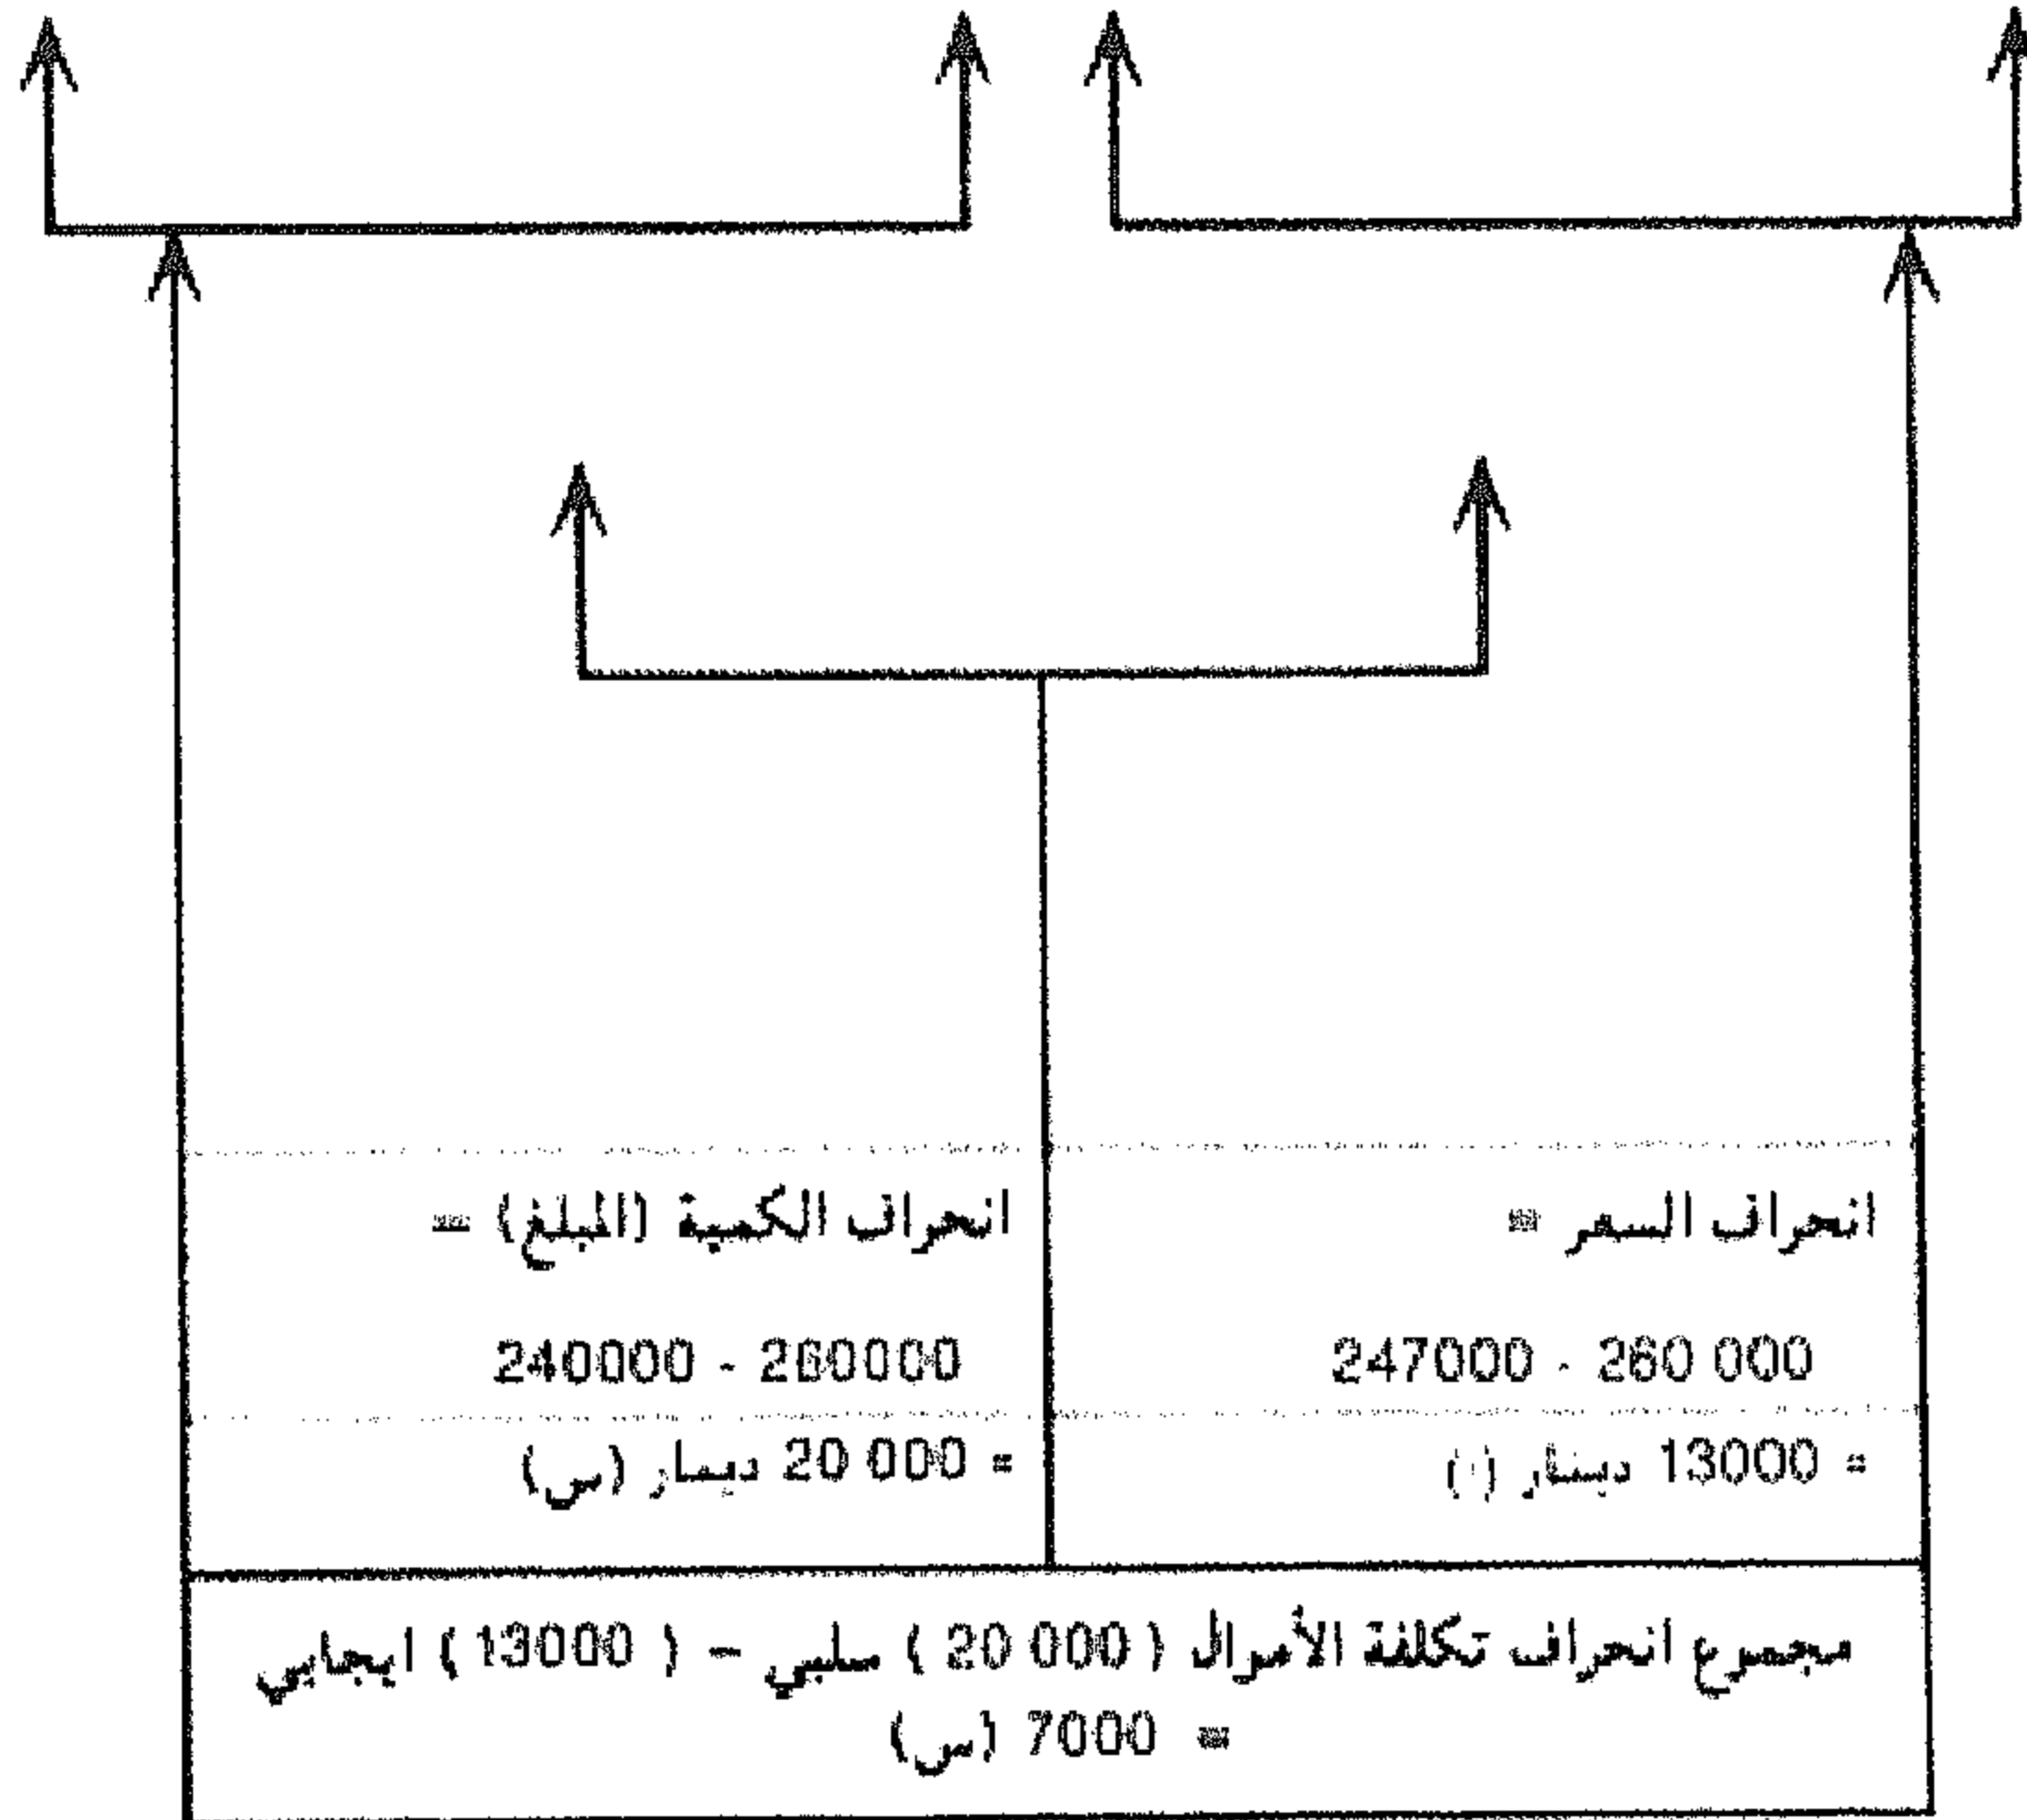 انحراف السعر =
247000 - 260 000
= 13000 دينار (١)
انحراف الكمية (المبلغ) =
240000 - 260000
= 20 000 دينار (س)
مجموع انحراف تكلفة الأموال ( 20 000 ) سلبي - ( 13000 ) ايجابي
= 7000 (س)